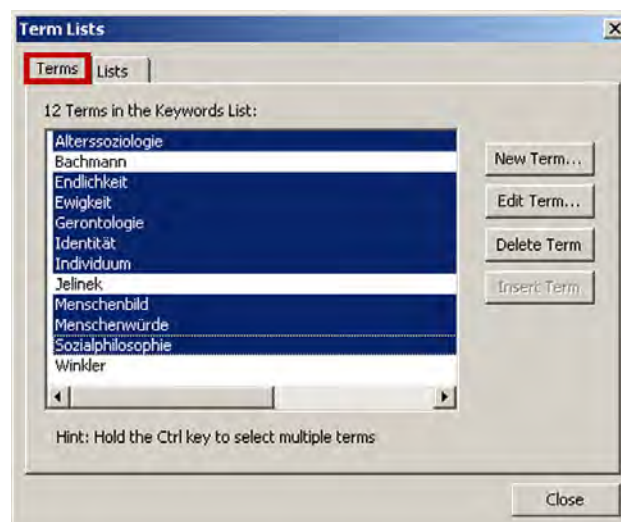 Term Lists
Terms Lists
12 Terms in the Keywords List:
Alterssoziologie
Bachmann
Endlichkeit
Ewigkeit
Gerontologie
Identität
Individuum
Jelinek
Menschenbild
Menschenwürde
Sozialphilosophie
Winkler
New Term...
Edit Term...
Delete Term
Insert Term
Hint: Hold the Ctrl key to select multiple terms
Close